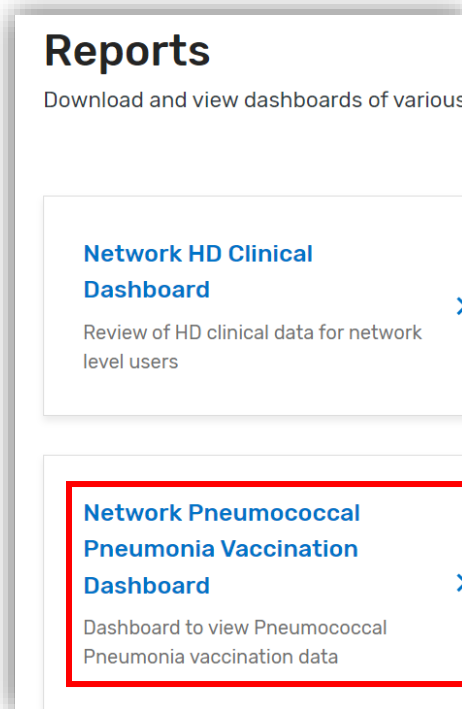 Reports
Download and view dashboards of various
Network HD Clinical
Dashboard
Review of HD clinical data for network
level users
Network Pneumococcal
Pneumonia Vaccination
Dashboard
Dashboard to view Pneumococcal
Pneumonia vaccination data